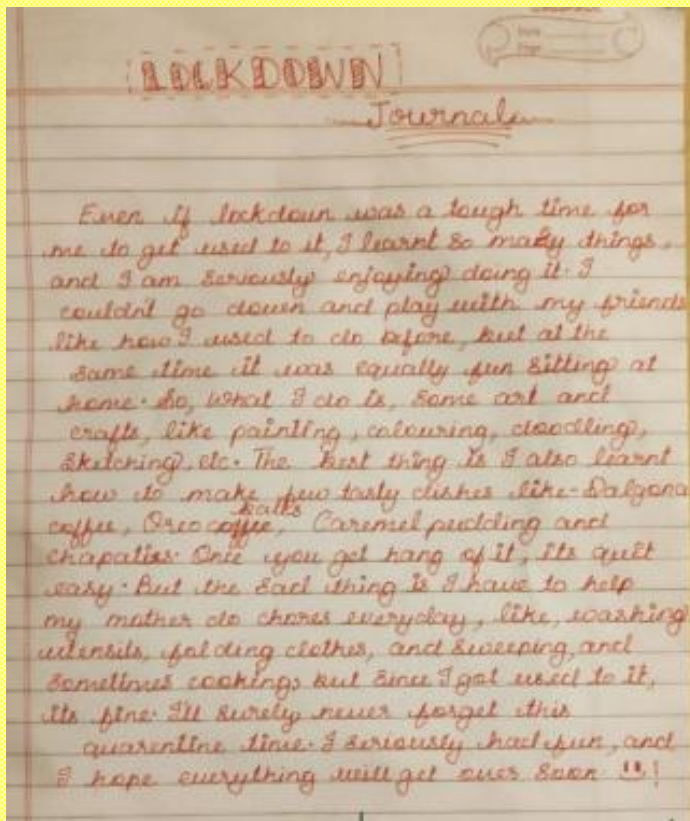 LOCKDOWN
Journal
Even if lockdown was a tough time for
me to get used to it, I learnt so many things,
and I am seriously enjoying doing it. I
couldn't go down and play with my friends
like how I used to do before, but at the
same time it was equally fun sitting at
home. So, what I do is, some art and
crafts, like painting, colouring, doodling,
sketching, etc. The best thing is I also learnt
how to make few tasty dishes like-Dalgona
coffee, Oreo balls, Caremel pudding and
chapatis. Once you get hang of it, its quit
easy. But the sad thing is I have to help
my mother do chores everyday, like, washing
utensils, folding clothes, and sweeping, and
sometimes cooking, but since I got used to it,
its fine. I'll surely never forget this
quarentine time. I seriously had fun, and
I hope everything will get over soon !